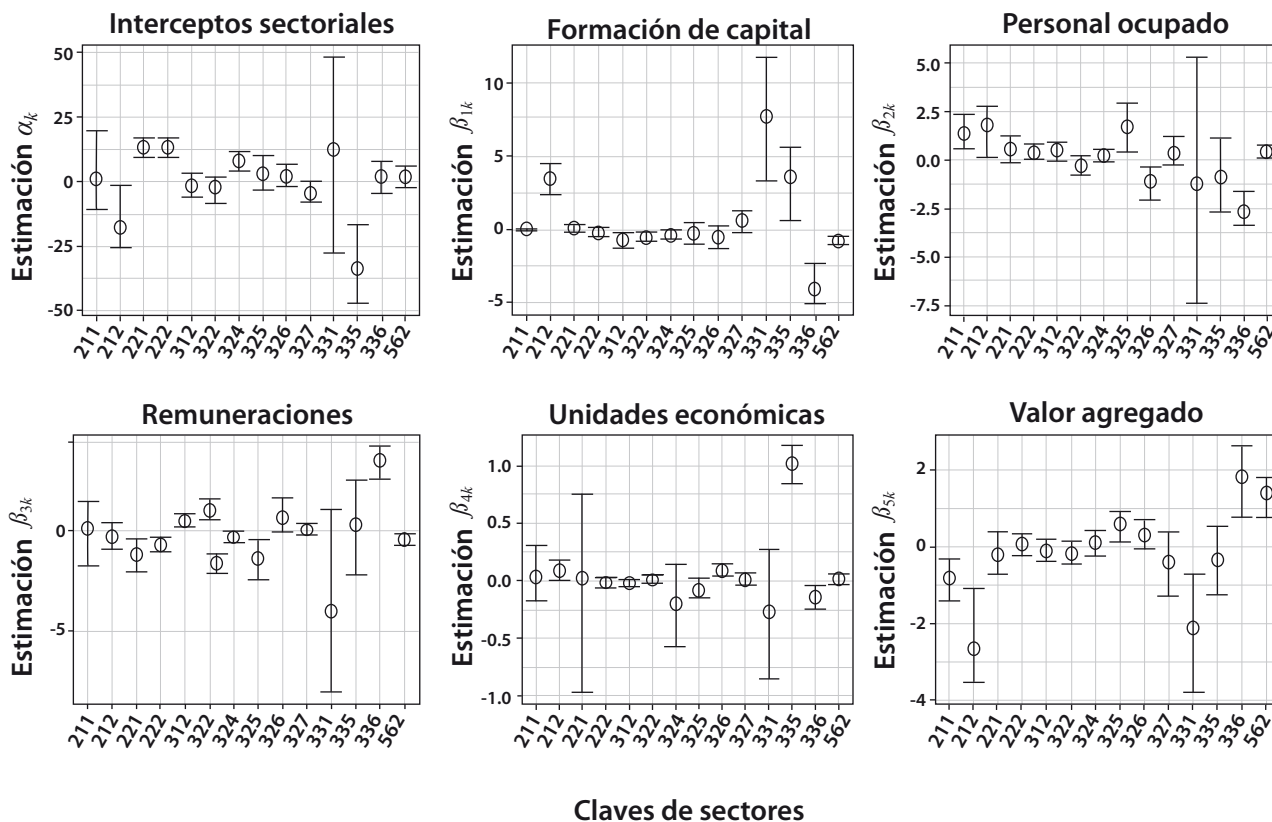 Interceptos sectoriales
Estimación αk
50
25
0
-25
-50
211 212 221 222 312 322 324 325 326 327 331 335 336 562
Formación de capital
Estimación β1k
10
5
0
-5
211 212 221 222 312 322 324 325 326 327 331 335 336 562
Personal ocupado
Estimación β2k
5.0
2.5
0.0
-2.5
-5.0
-7.5
211 212 221 222 312 322 324 325 326 327 331 335 336 562
Remuneraciones
Estimación β3k
0
-5
211 212 221 222 312 322 324 325 326 327 331 335 336 562
Unidades económicas
Estimación β4k
1.0
0.5
0.0
-0.5
-1.0
211 212 221 222 312 322 324 325 326 327 331 335 336 562
Valor agregado
Estimación β5k
2
0
-2
-4
211 212 221 222 312 322 324 325 326 327 331 335 336 562
Claves de sectores